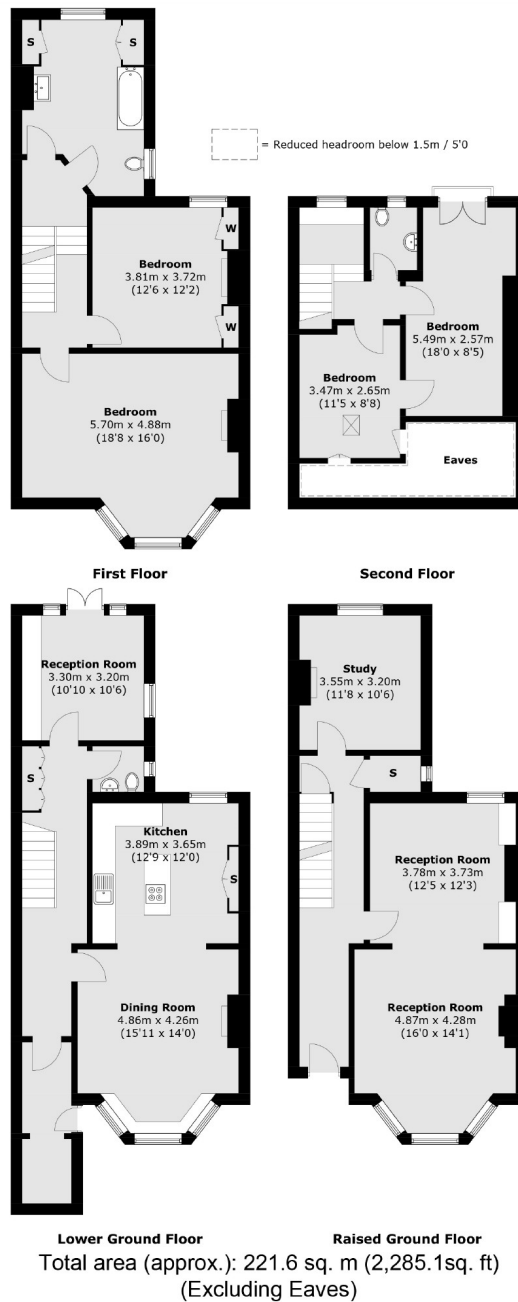 S
S
= Reduced headroom below 1.5m / 5'0
W
Bedroom
3.81m x 3.72m
(12'6 x 12'2)
W
Bedroom
5.70m x 4.88m
(18'8 x 16'0)
First Floor
Bedroom
5.49m x 2.57m
(18'0 x 8'5)
Bedroom
3.47m x 2.65m
(11'5 x 8'8)
Eaves
Second Floor
Reception Room
3.30m x 3.20m
(10'10 x 10'6)
S
Kitchen
3.89m x 3.65m
(12'9 x 12'0)
S
Dining Room
4.86m x 4.26m
(15'11 x 14'0)
Lower Ground Floor
Study
3.55m x 3.20m
(11'8 x 10'6)
S
Reception Room
3.78m x 3.73m
(12'5 x 12'3)
Reception Room
4.87m x 4.28m
(16'0 x 14'1)
Raised Ground Floor
Total area (approx.): 221.6 sq. m (2,285.1sq. ft)
(Excluding Eaves)